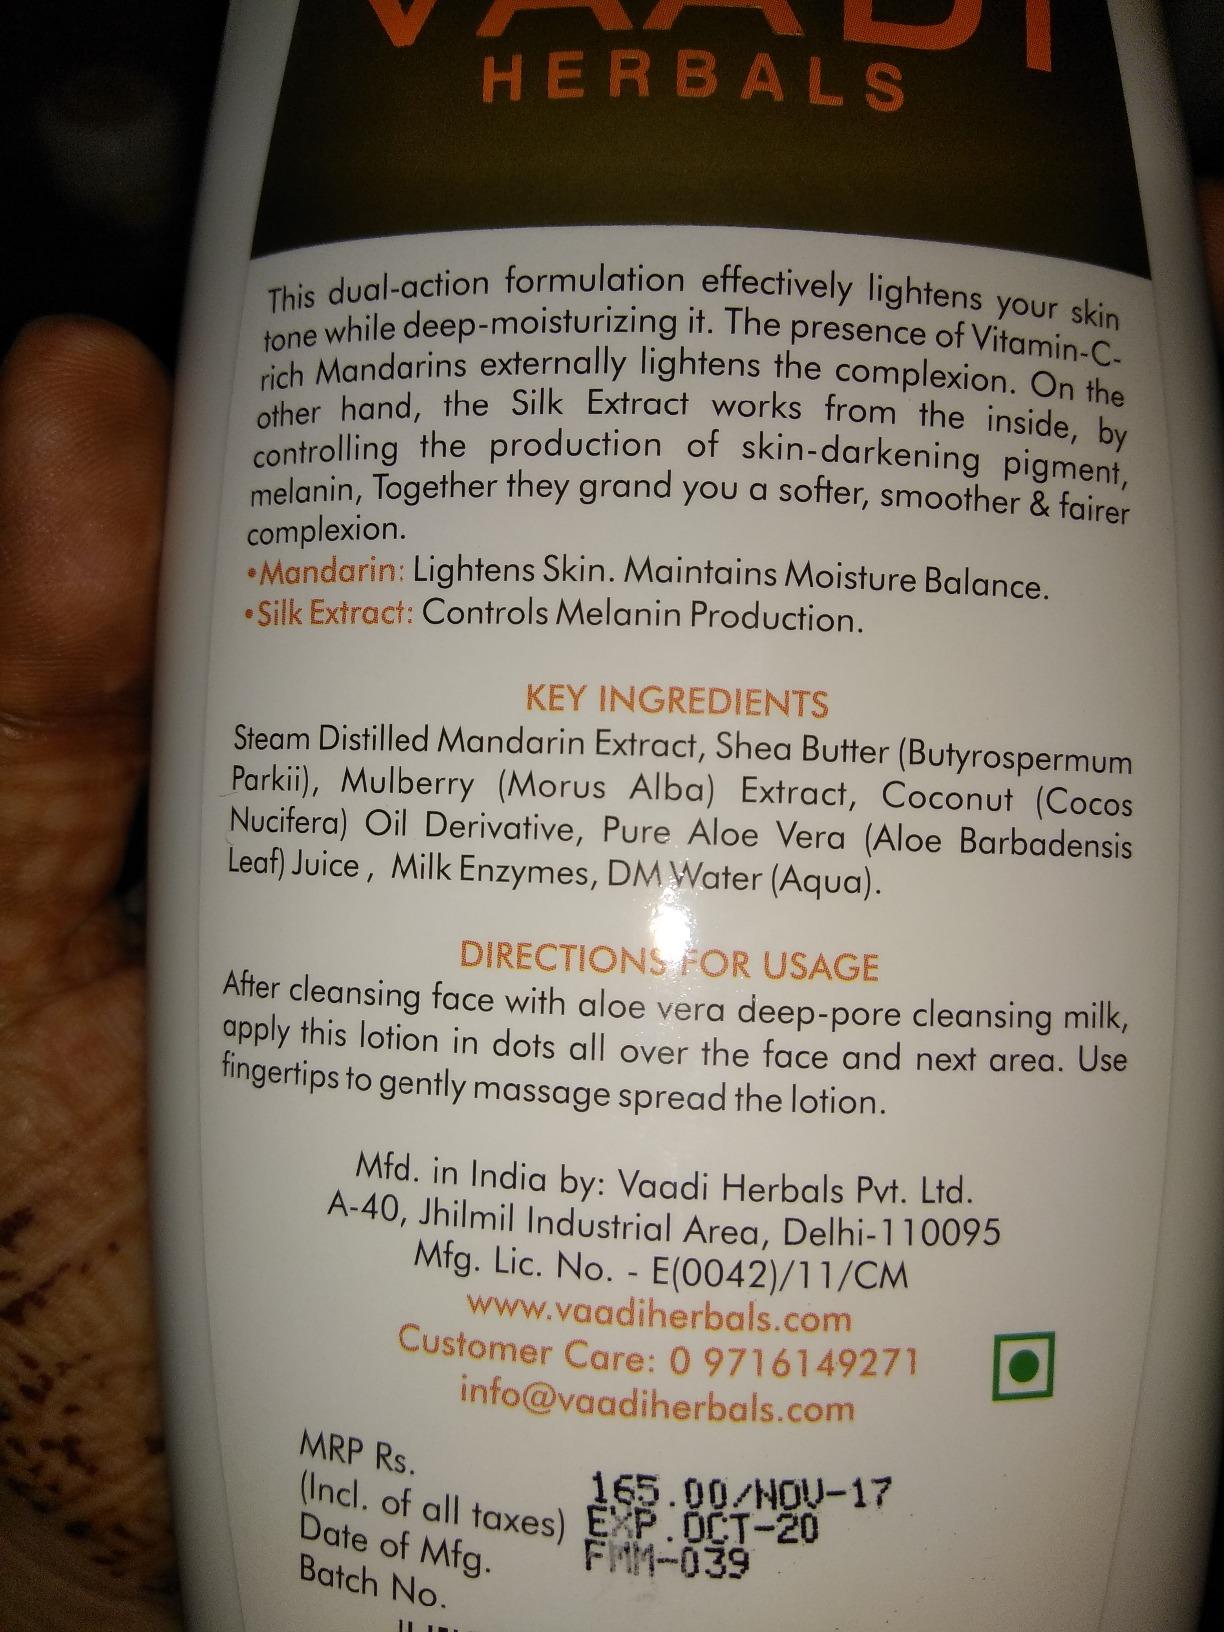 VAADI
HERBALS
This dual-action formulation effectively lightens your skin
tone while deep-moisturizing it. The presence of Vitamin-C-
rich Mandarins externally lightens the complexion. On the
other hand, the Silk Extract works from the inside, by
controlling the production of skin-darkening pigment,
melanin, Together they grand you a softer, smoother & fairer
complexion.
•Mandarin: Lightens Skin. Maintains Moisture Balance.
•Silk Extract: Controls Melanin Production.
KEY INGREDIENTS
Steam Distilled Mandarin Extract, Shea Butter (Butyrospermum
Parkii), Mulberry (Morus Alba) Extract, Coconut (Cocos
Nucifera) Oil Derivative, Pure Aloe Vera (Aloe Barbadensis
Leaf) Juice , Milk Enzymes, DM Water (Aqua).
DIRECTIONS FOR USAGE
After cleansing face with aloe vera deep-pore cleansing milk,
apply this lotion in dots all over the face and next area. Use
fingertips to gently massage spread the lotion.
Mfd. in India by: Vaadi Herbals Pvt. Ltd.
A-40, Jhilmil Industrial Area, Delhi-110095
Mfg. Lic. No. - E(0042)/11/CM
www.vaadiherbals.com
Customer Care: 0 9716149271
info@vaadiherbals.com
MRP Rs.
(Incl. of all taxes) 165.00/NOV-17
Date of Mfg. EXP.OCT-20
Batch No. FMM-039